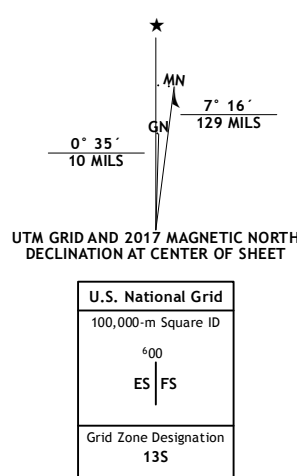 MN
7° 16´
129 MILS
GN
0° 35´
10 MILS
UTM GRID AND 2017 MAGNETIC NORTH
DECLINATION AT CENTER OF SHEET
U.S. National Grid
100,000-m Square ID
⁶00
ES FS
Grid Zone Designation
13S